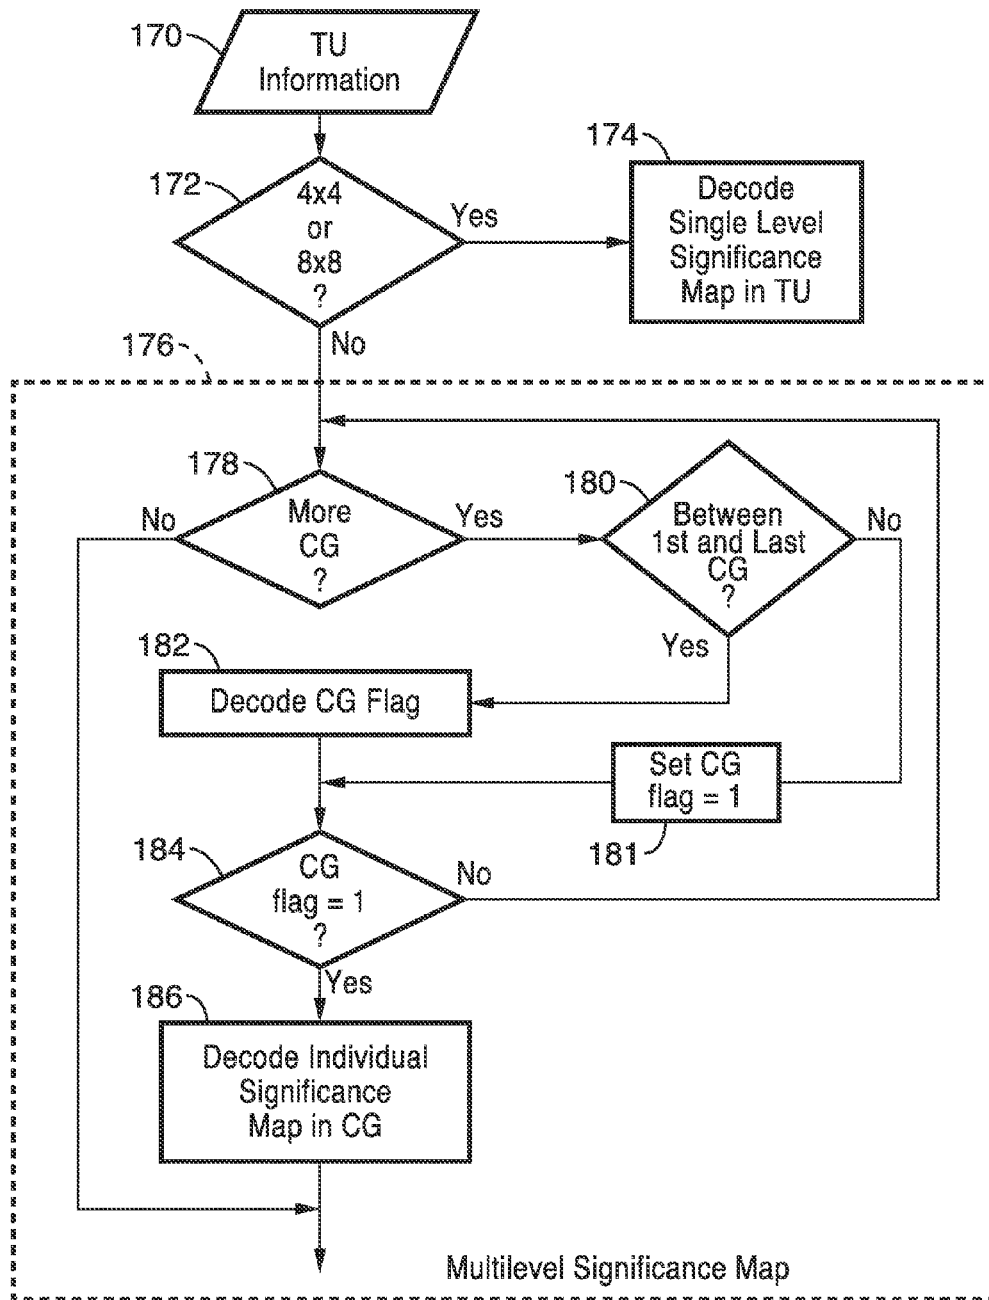 170
TU
Information
172
4x4
or
8x8
?
Yes
No
174
Decode
Single Level
Significance
Map in TU
176
178
More
CG
?
No
Yes
180
Between
1st and Last
CG
?
No
Yes
182
Decode CG Flag
Set CG
flag = 1
181
184
CG
flag = 1
?
No
Yes
186
Decode Individual
Significance
Map in CG
Multilevel Significance Map